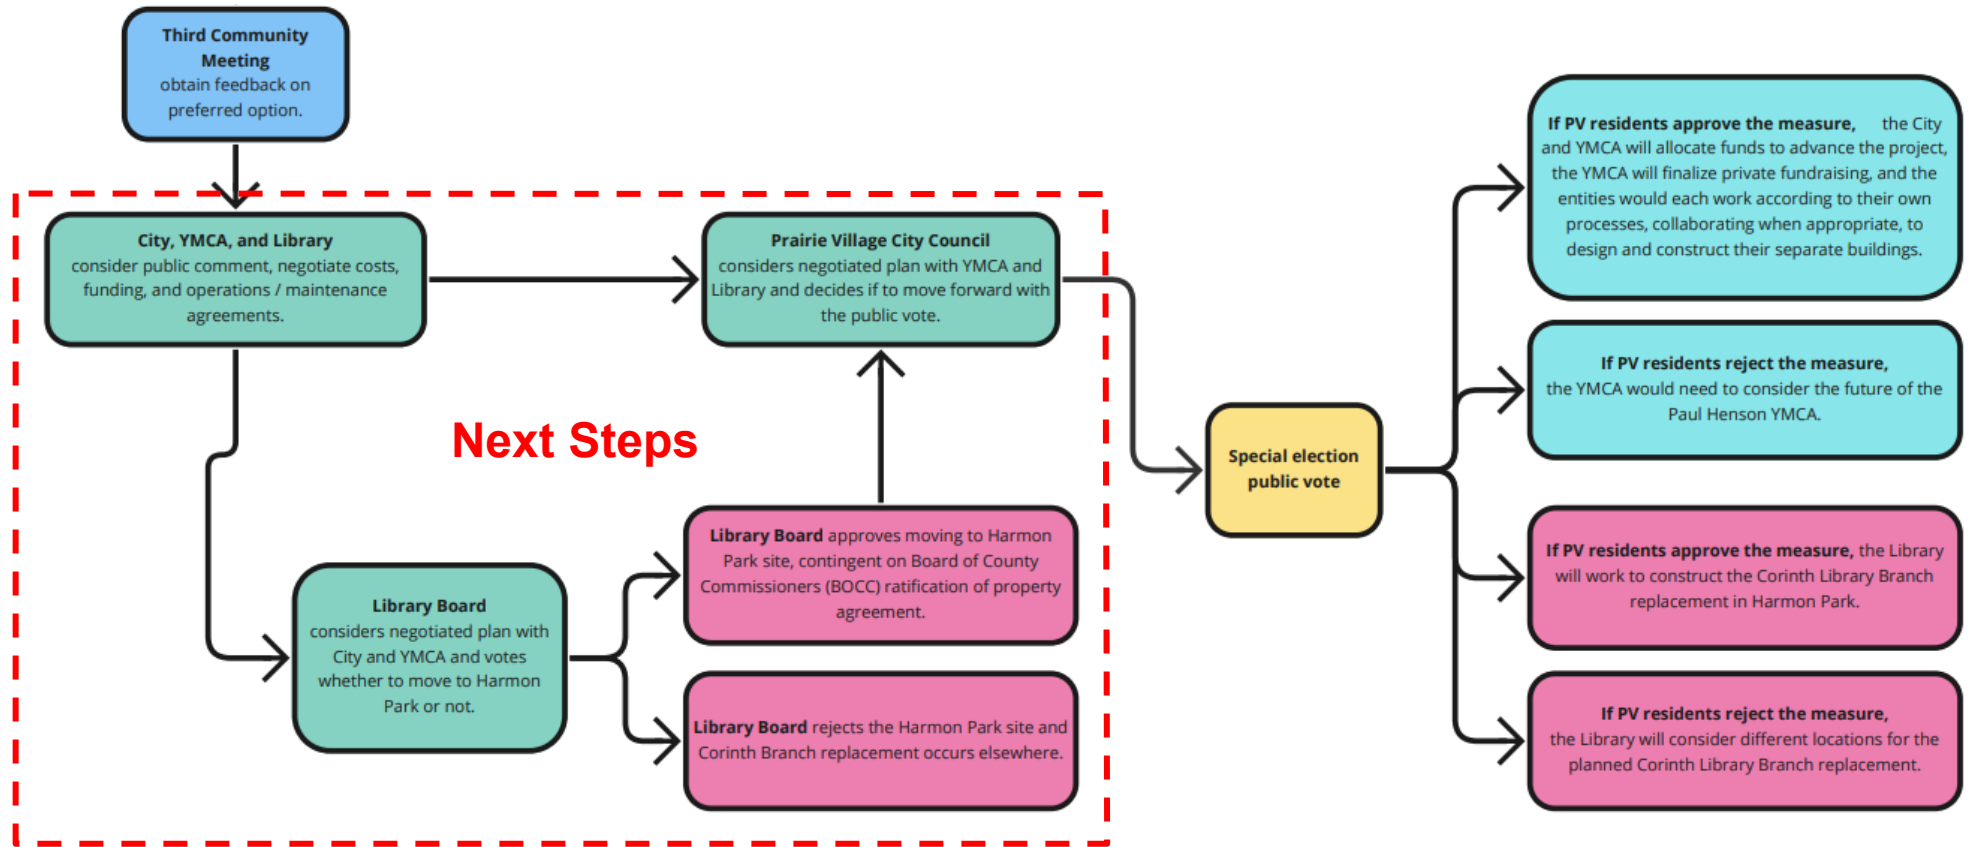 Third Community
Meeting
obtain feedback on
preferred option.
City, YMCA, and Library
consider public comment, negotiate costs,
funding, and operations / maintenance
agreements.
Prairie Village City Council
considers negotiated plan with YMCA and
Library and decides if to move forward with
the public vote.
Next Steps
Library Board
considers negotiated plan with
City and YMCA and votes
whether to move to Harmon
Park or not.
Library Board approves moving to Harmon
Park site, contingent on Board of County
Commissioners (BOCC) ratification of property
agreement.
Library Board rejects the Harmon Park site and
Corinth Branch replacement occurs elsewhere.
Special election
public vote
If PV residents approve the measure, the City
and YMCA will allocate funds to advance the project,
the YMCA will finalize private fundraising, and the
entities would each work according to their own
processes, collaborating when appropriate, to
design and construct their separate buildings.
If PV residents reject the measure,
the YMCA would need to consider the future of the
Paul Henson YMCA.
If PV residents approve the measure, the Library
will work to construct the Corinth Library Branch
replacement in Harmon Park.
If PV residents reject the measure,
the Library will consider different locations for the
planned Corinth Library Branch replacement.